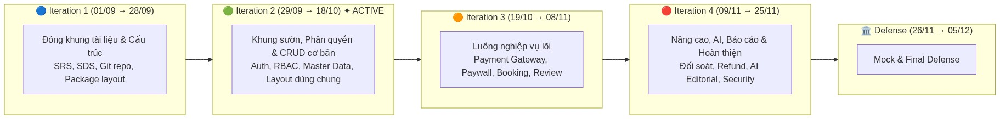 🔵 Iteration 1 (01/09 → 28/09)
Đóng khung tài liệu & Cấu
trúc
SRS, SDS, Git repo,
Package layout
🟢 Iteration 2 (29/09 → 18/10) ✦ ACTIVE
Khung sườn, Phân quyền
& CRUD cơ bản
Auth, RBAC, Master Data,
Layout dùng chung
🟠 Iteration 3 (19/10 → 08/11)
Luồng nghiệp vụ lõi
Payment Gateway,
Paywall, Booking, Review
🔴 Iteration 4 (09/11 → 25/11)
Nâng cao, AI, Báo cáo &
Hoàn thiện
Đối soát, Refund, AI
Editorial, Security
🏛️ Defense (26/11 → 05/12)
Mock & Final Defense